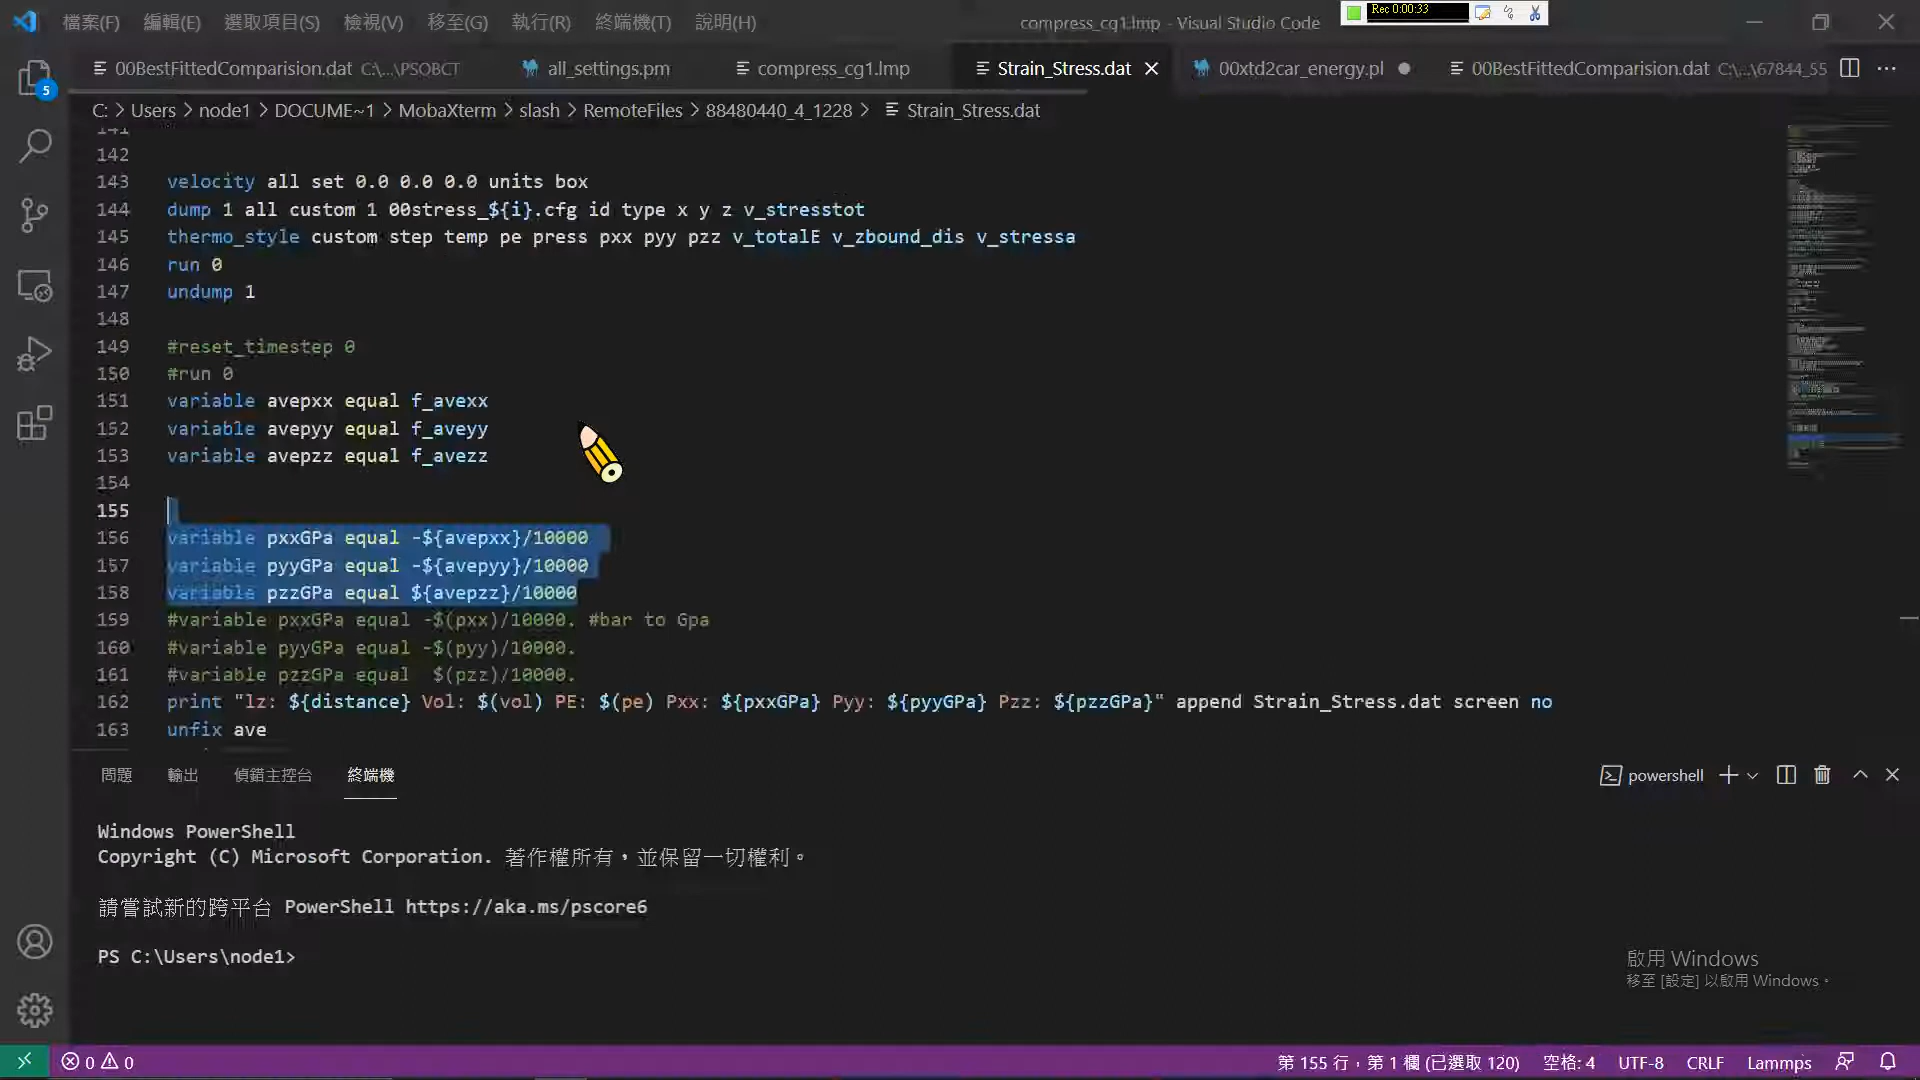 檔案(F) 編輯(E) 選取項目(S) 檢視(V) 移至(G) 執行(R) 終端機(T) 說明(H) compress_cg1.lmp - Visual Studio Code Rec 0:00:33
00BestFittedComparision.dat C:\...\PSQBCT all_settings.pm compress_cg1.lmp Strain_Stress.dat 00xtd2car_energy.pl 00BestFittedComparision.dat C:\...\67844_55
5
C: > Users > node1 > DOCUME~1 > MobaXterm > slash > RemoteFiles > 88480440_4_1228 > Strain_Stress.dat
141
142
143 velocity all set 0.0 0.0 0.0 units box
144 dump 1 all custom 1 00stress_${i}.cfg id type x y z v_stresstot
145 thermo_style custom step temp pe press pxx pyy pzz v_totalE v_zbound_dis v_stressa
146 run 0
147 undump 1
148
149 #reset_timestep 0
150 #run 0
151 variable avepxx equal f_avexx
152 variable avepyy equal f_aveyy
153 variable avepzz equal f_avezz
154
155
156 variable pxxGPa equal -${avepxx}/10000
157 variable pyyGPa equal -${avepyy}/10000
158 variable pzzGPa equal ${avepzz}/10000
159 #variable pxxGPa equal -$(pxx)/10000. #bar to Gpa
160 #variable pyyGPa equal -$(pyy)/10000.
161 #variable pzzGPa equal  $(pzz)/10000.
162 print "lz: ${distance} Vol: $(vol) PE: $(pe) Pxx: ${pxxGPa} Pyy: ${pyyGPa} Pzz: ${pzzGPa}" append Strain_Stress.dat screen no
163 unfix ave
問題 輸出 偵錯主控台 終端機 powershell
Windows PowerShell
Copyright (C) Microsoft Corporation. 著作權所有，並保留一切權利。
請嘗試新的跨平台 PowerShell https://aka.ms/pscore6
PS C:\Users\node1>
啟用 Windows
移至 [設定] 以啟用 Windows。
0 0 第 155 行，第 1 欄 (已選取 120) 空格: 4 UTF-8 CRLF Lammps